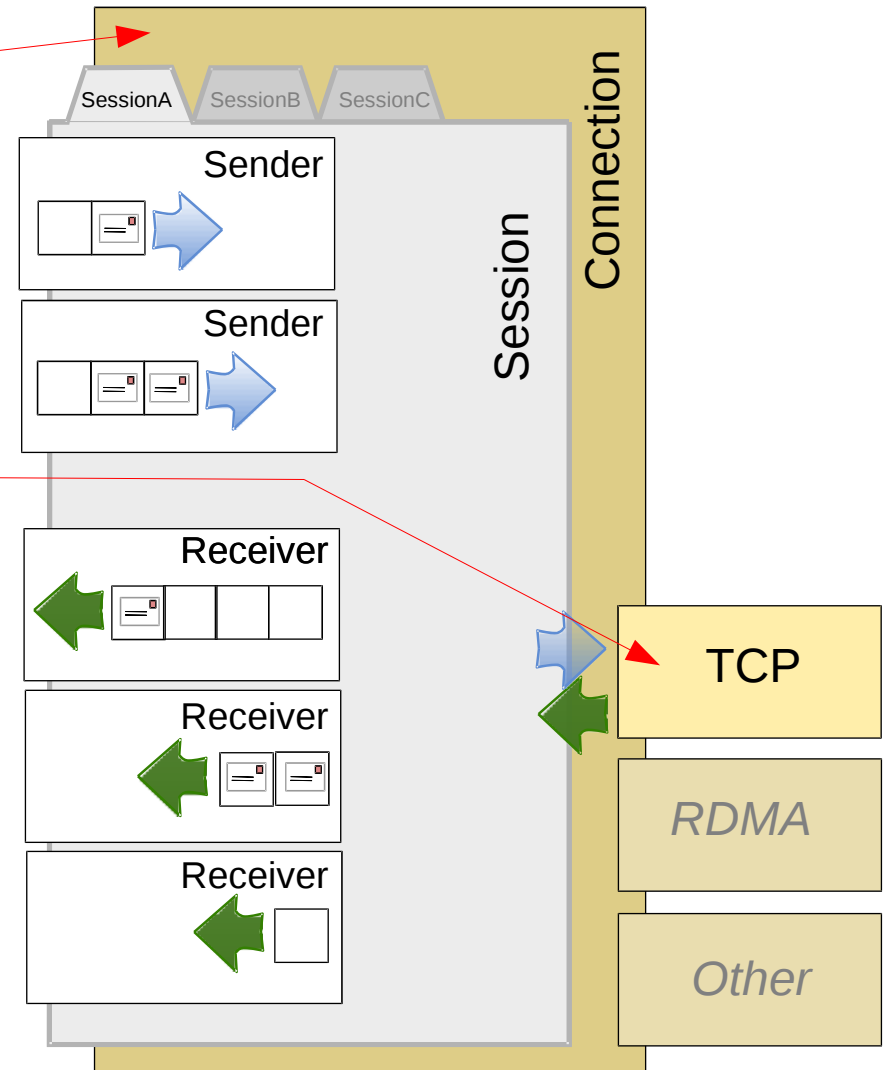 SessionA
SessionB
SessionC
Sender
Sender
Receiver
Receiver
Receiver
Session
Connection
TCP
RDMA
Other